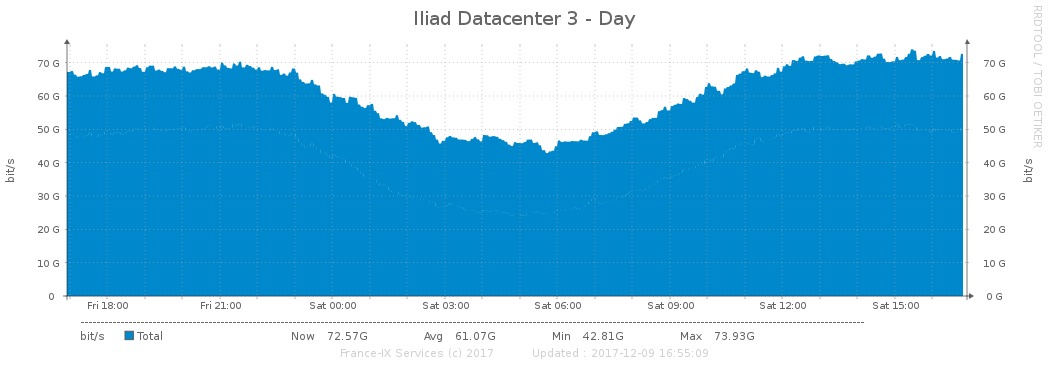 Iliad Datacenter 3 - Day
RRDTOOL / TOBI OETIKER
bit/s
bit/s
70 G 70 G
60 G 60 G
50 G 50 G
40 G 40 G
30 G 30 G
20 G 20 G
10 G 10 G
0 0 G
Fri 18:00 Fri 21:00 Sat 00:00 Sat 03:00 Sat 06:00 Sat 09:00 Sat 12:00 Sat 15:00
bit/s Total Now 72.57G Avg 61.07G Min 42.81G Max 73.93G
France-IX Services (c) 2017 Updated : 2017-12-09 16:55:09